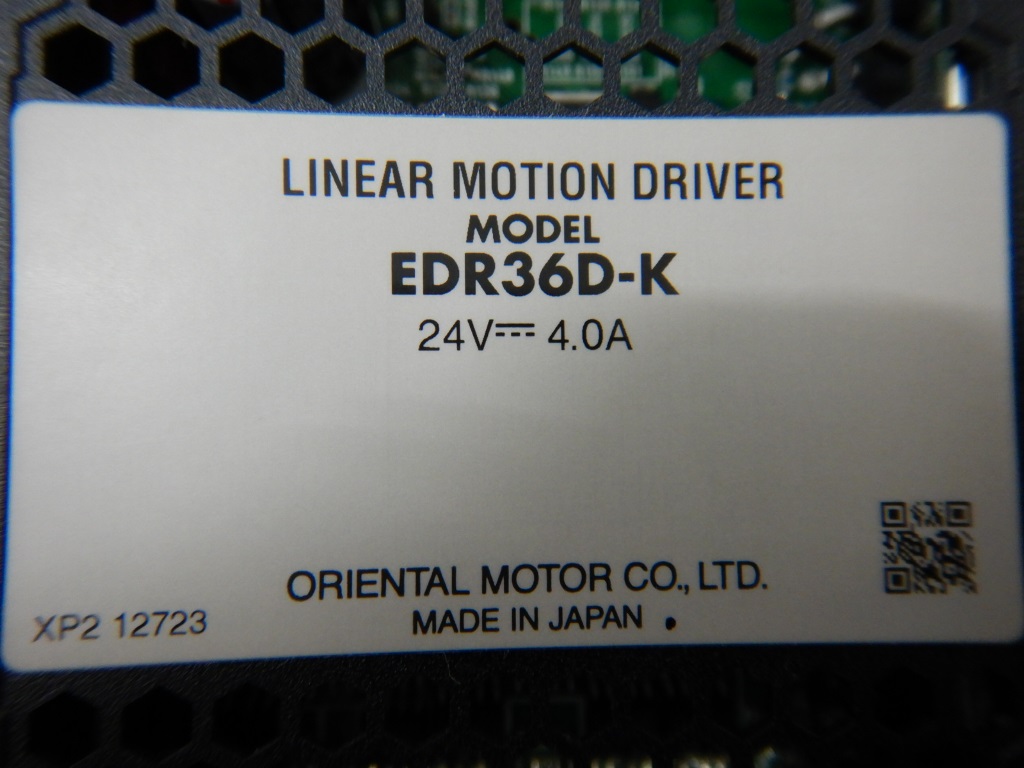 LINEAR MOTION DRIVER
MODEL
EDR36D-K
24V⎓ 4.0A
ORIENTAL MOTOR CO., LTD.
XP2 12723
MADE IN JAPAN